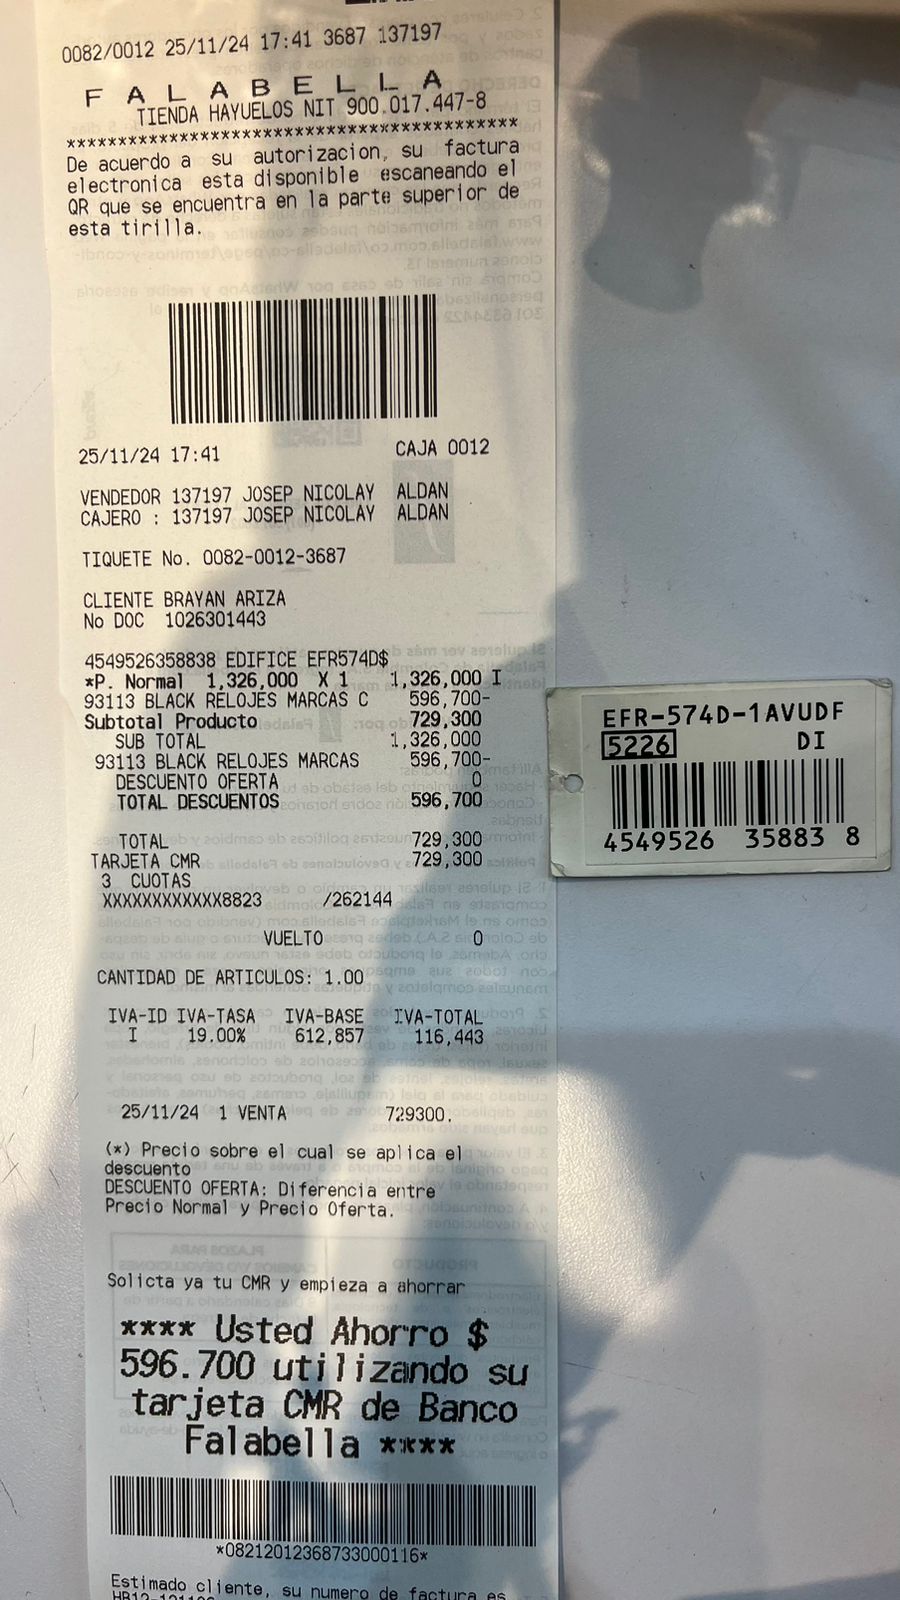 0082/0012 25/11/24 17:41 3687 137197
FALABELLA
TIENDA HAYUELOS NIT 900.017.447-8
********************************************
De acuerdo a su autorizacion, su factura
electronica esta disponible escaneando el
QR que se encuentra en la parte superior de
esta tirilla.
25/11/24 17:41 CAJA 0012
VENDEDOR 137197 JOSEP NICOLAY ALDAN
CAJERO : 137197 JOSEP NICOLAY ALDAN
TIQUETE No. 0082-0012-3687
CLIENTE BRAYAN ARIZA
No DOC 1026301443
4549526358838 EDIFICE EFR574D$
*P. Normal 1,326,000 X 1 1,326,000 I
93113 BLACK RELOJES MARCAS C 596,700-
Subtotal Producto 729,300
SUB TOTAL 1,326,000
93113 BLACK RELOJES MARCAS 596,700-
DESCUENTO OFERTA 0
TOTAL DESCUENTOS 596,700
TOTAL 729,300
TARJETA CMR 729,300
3 CUOTAS
XXXXXXXXXXXX8823 /262144
VUELTO 0
CANTIDAD DE ARTICULOS: 1.00
IVA-ID IVA-TASA IVA-BASE IVA-TOTAL
I 19.00% 612,857 116,443
25/11/24 1 VENTA 729300.
(*) Precio sobre el cual se aplica el
descuento
DESCUENTO OFERTA: Diferencia entre
Precio Normal y Precio Oferta.
Solicta ya tu CMR y empieza a ahorrar
**** Usted Ahorro $
596.700 utilizando su
tarjeta CMR de Banco
Falabella ****
*08212012368733000116*
Estimado cliente, su numero de factura es
EFR-574D-1AVUDF
5226 DI
4549526 35883 8